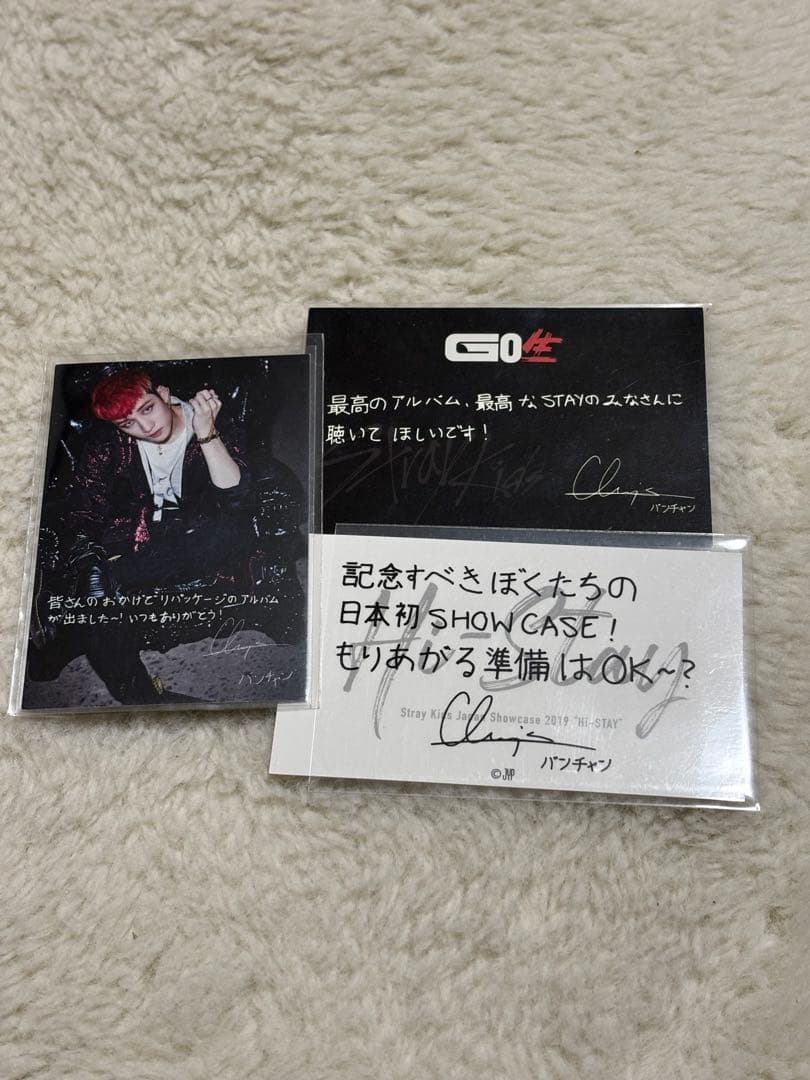 皆さんのおかげでリパッケージのアルバム
が出ました〜!いつもありがとう!
Chris
バンチャン
GO生
最高のアルバム、最高なSTAYのみなさんに
聴いてほしいです!
Stray Kids
Chris
バンチャン
Hi-Stay
記念すべきぼくたちの
日本初SHOWCASE!
もりあがる準備はOK〜?
Stray Kids Japan Showcase 2019 "Hi-STAY"
Chris
バンチャン
©JYP